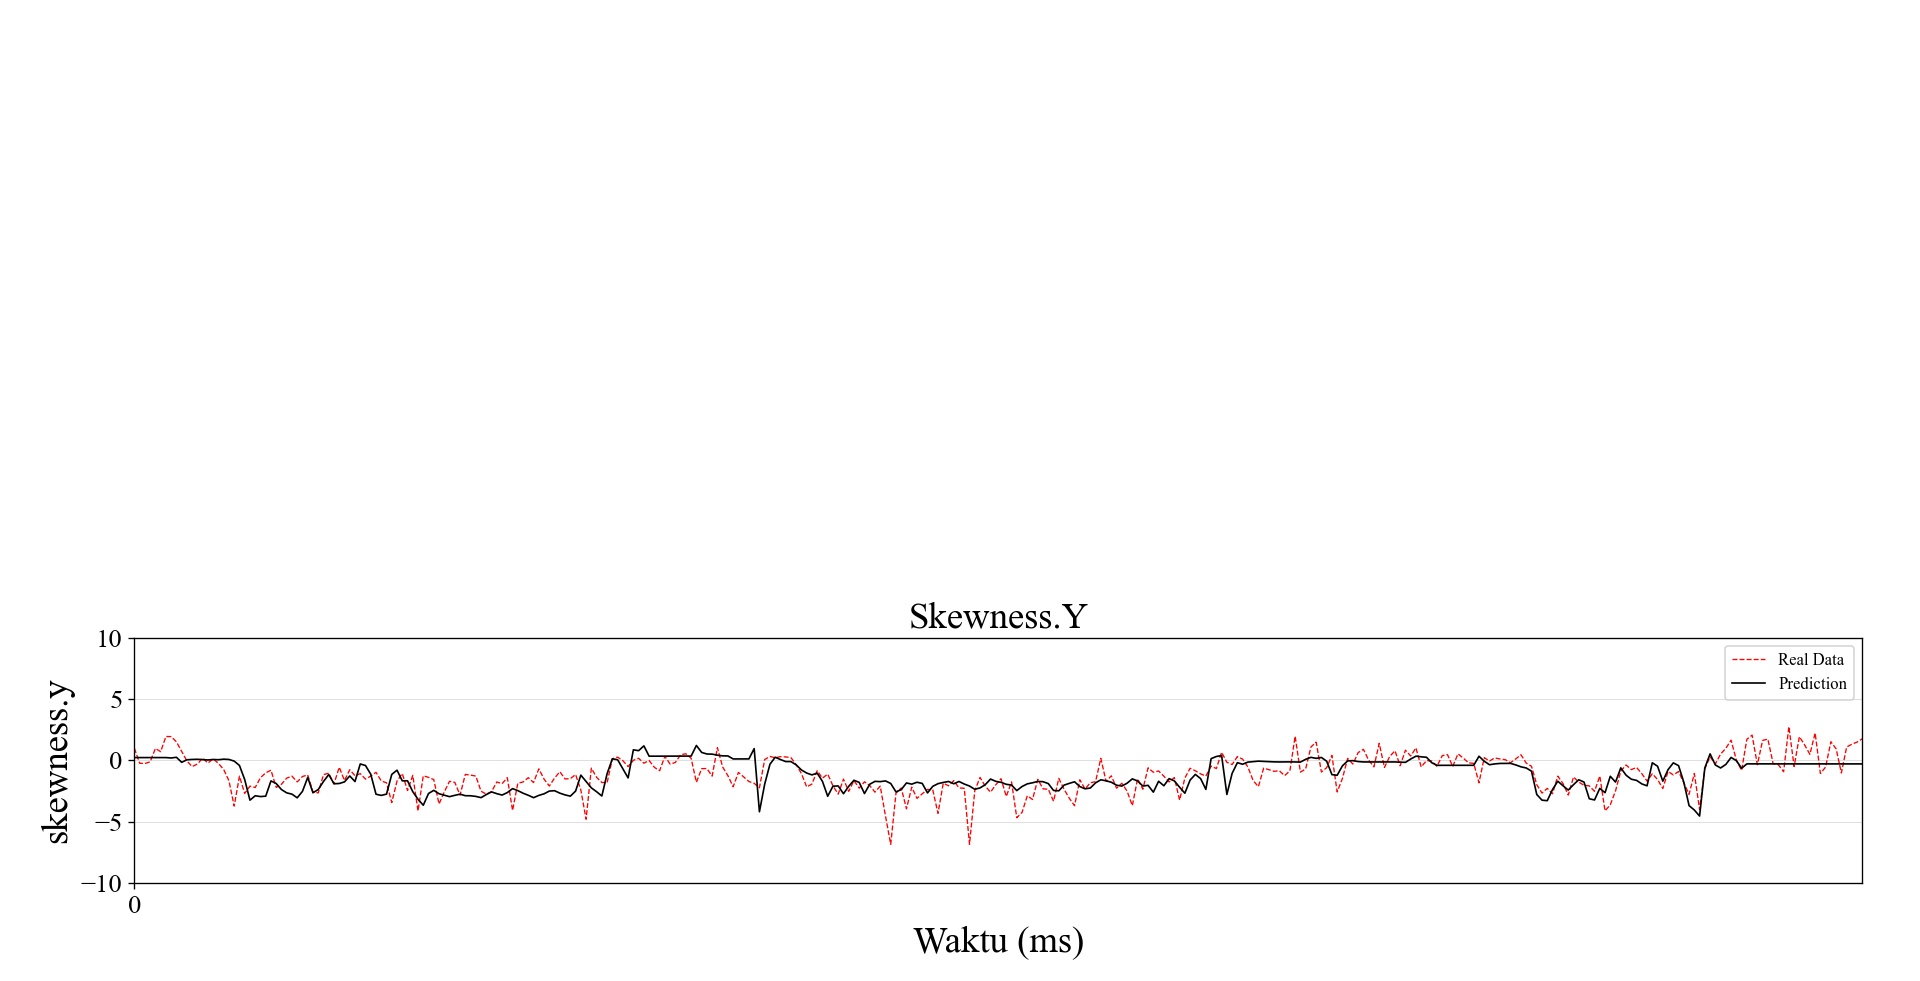 Skewness.Y
skewness.y
10
5
0
−5
−10
Real Data
Prediction
0
Waktu (ms)